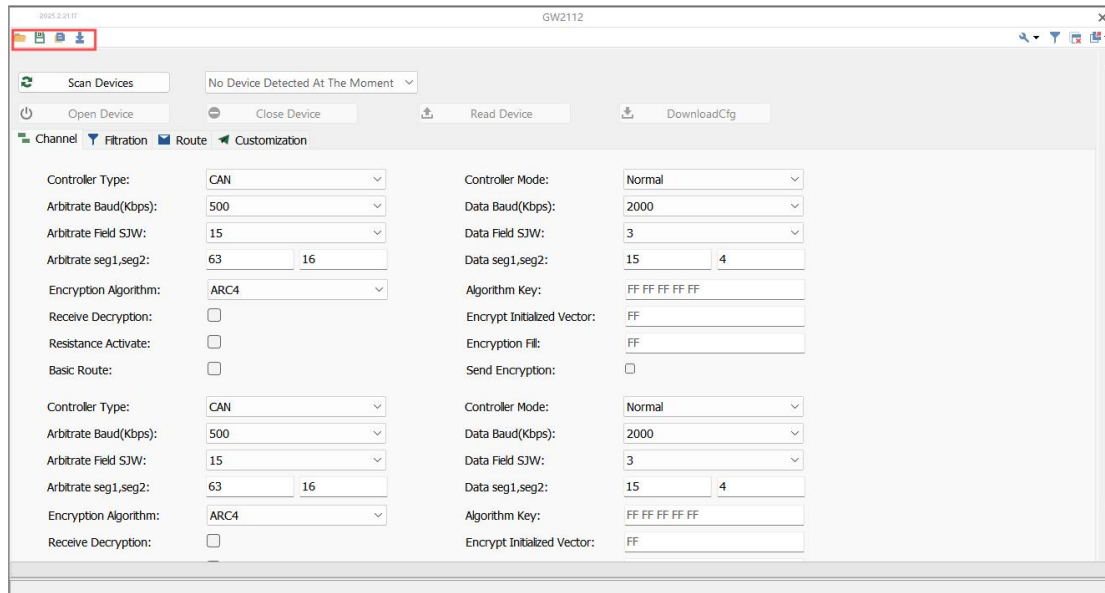 2025.2.21.17 GW2112
Scan Devices No Device Detected At The Moment
Open Device Close Device Read Device DownloadCfg
Channel Filtration Route Customization
Controller Type: CAN Controller Mode: Normal
Arbitrate Baud(Kbps): 500 Data Baud(Kbps): 2000
Arbitrate Field SJW: 15 Data Field SJW: 3
Arbitrate seg1,seg2: 63 16 Data seg1,seg2: 15 4
Encryption Algorithm: ARC4 Algorithm Key: FF FF FF FF FF
Receive Decryption: Encrypt Initialized Vector: FF
Resistance Activate: Encryption Fill: FF
Basic Route: Send Encryption:
Controller Type: CAN Controller Mode: Normal
Arbitrate Baud(Kbps): 500 Data Baud(Kbps): 2000
Arbitrate Field SJW: 15 Data Field SJW: 3
Arbitrate seg1,seg2: 63 16 Data seg1,seg2: 15 4
Encryption Algorithm: ARC4 Algorithm Key: FF FF FF FF FF
Receive Decryption: Encrypt Initialized Vector: FF